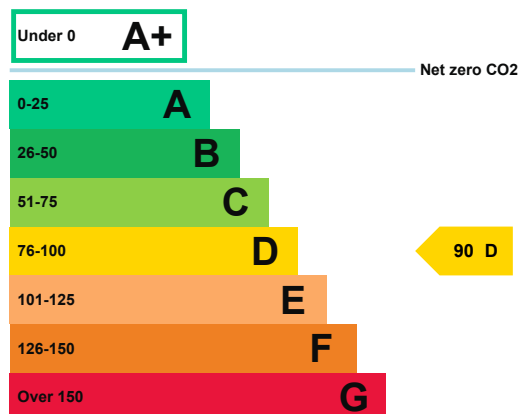 Under 0 A+
Net zero CO2
0-25 A
26-50 B
51-75 C
76-100 D
90 D
101-125 E
126-150 F
Over 150 G